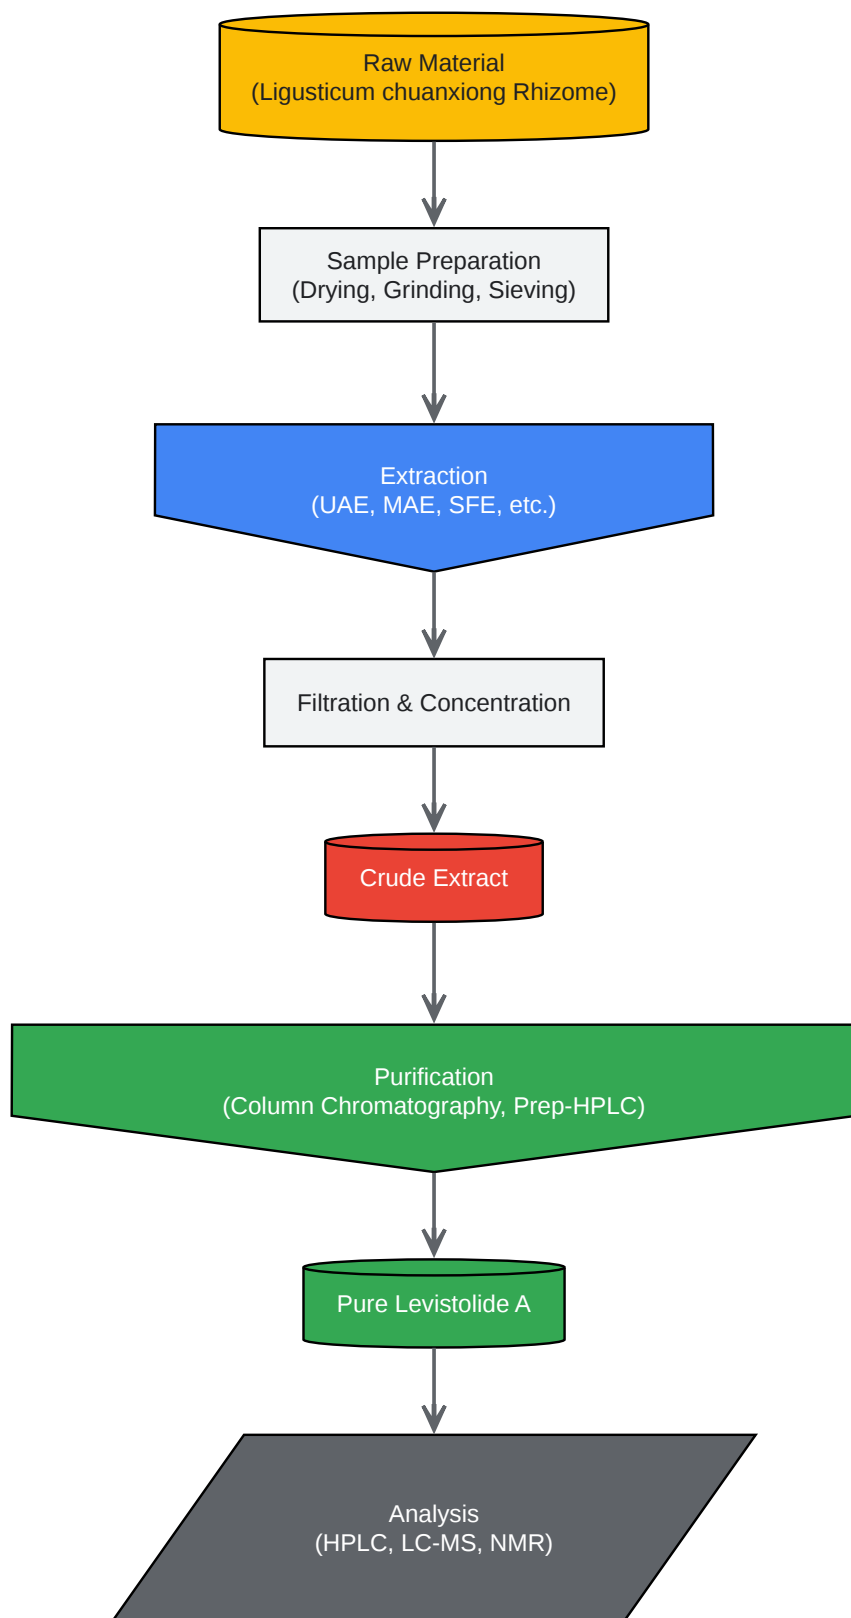 Raw Material
(Ligusticum chuanxiong Rhizome)
Sample Preparation
(Drying, Grinding, Sieving)
Extraction
(UAE, MAE, SFE, etc.)
Filtration & Concentration
Crude Extract
Purification
(Column Chromatography, Prep-HPLC)
Pure Levistolide A
Analysis
(HPLC, LC-MS, NMR)